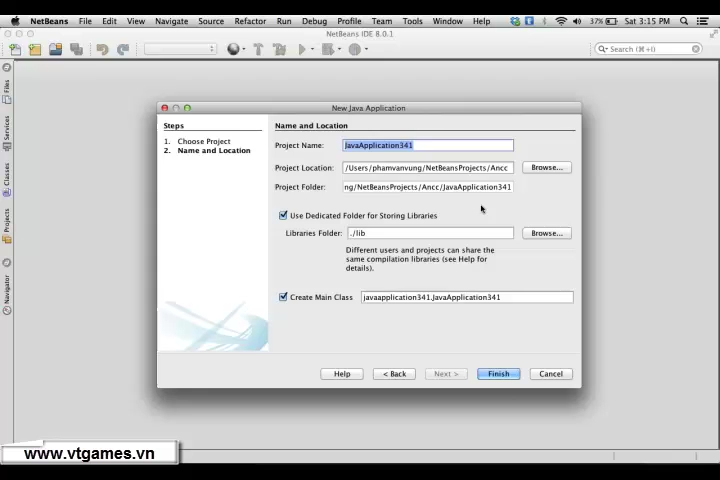 NetBeans File Edit View Navigate Source Refactor Run Debug Profile Team Tools Window Help 37% Sat 3:15 PM
NetBeans IDE 8.0.1
Search (⌘+I)
Files
Services
Classes
Projects
Navigator
New Java Application
Steps
1. Choose Project
2. Name and Location
Name and Location
Project Name: JavaApplication341
Project Location: /Users/phamvanvung/NetBeansProjects/Ancc Browse...
Project Folder: ng/NetBeansProjects/Ancc/JavaApplication341
Use Dedicated Folder for Storing Libraries
Libraries Folder: ./lib Browse...
Different users and projects can share the
same compilation libraries (see Help for
details).
Create Main Class javaapplication341.JavaApplication341
Help < Back Next > Finish Cancel
www.vtgames.vn